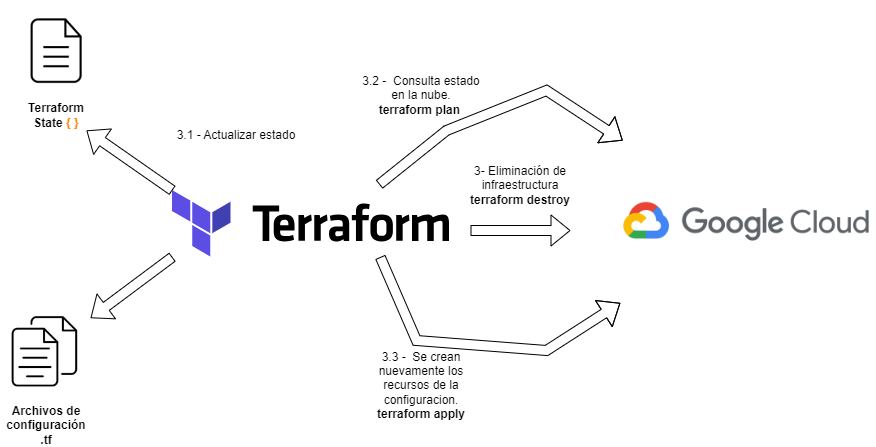 Terraform
State { }
3.1 - Actualizar estado
3.2 -  Consulta estado
en la nube.
terraform plan
3- Eliminación de
infraestructura
terraform destroy
Terraform
Google Cloud
Archivos de
configuración
.tf
3.3 -  Se crean
nuevamente los
recursos de la
configuracion.
terraform apply